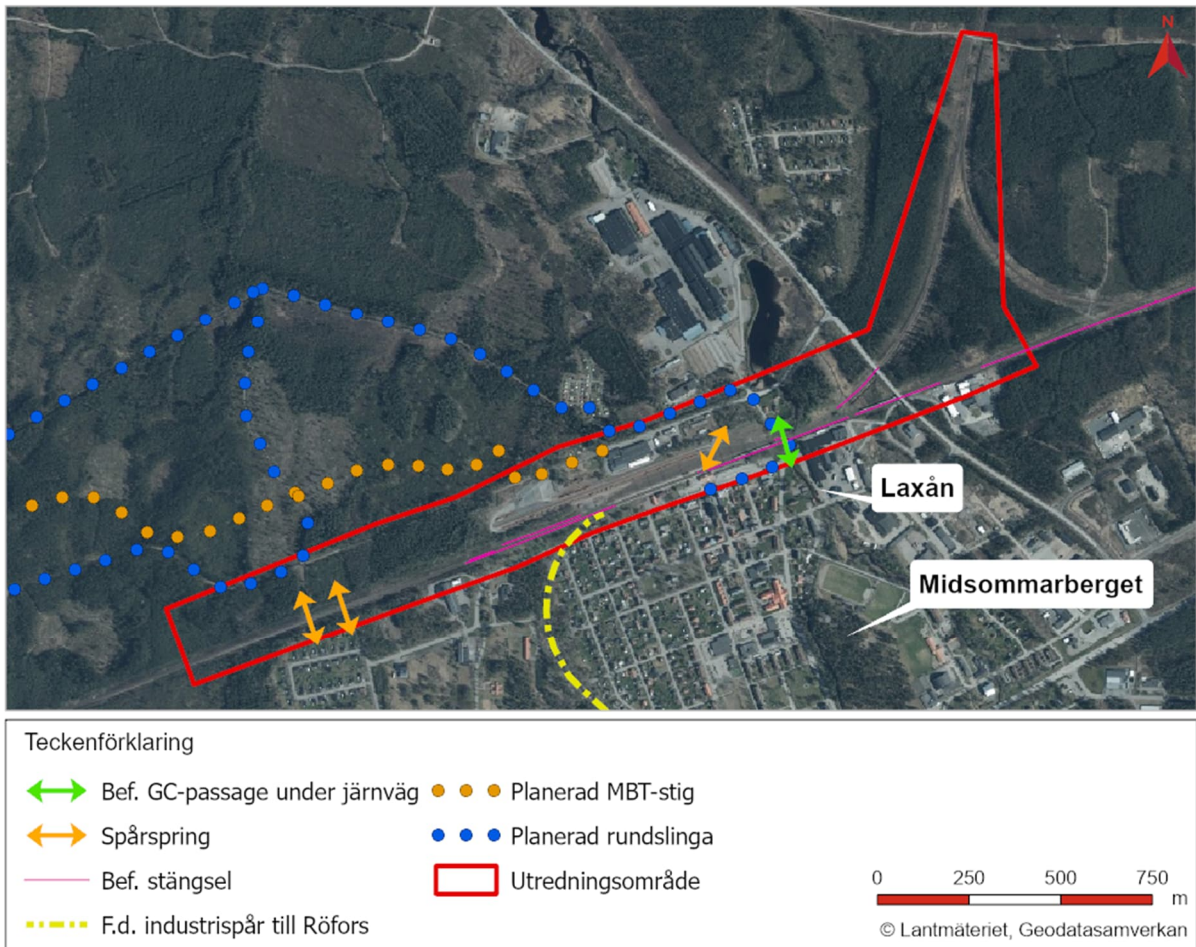 N
Laxån
Midsommarberget
Teckenförklaring
Bef. GC-passage under järnväg
Spårspring
Bef. stängsel
F.d. industrispår till Röfors
Planerad MBT-stig
Planerad rundslinga
Utredningsområde
0 250 500 750
m
© Lantmäteriet, Geodatasamverkan